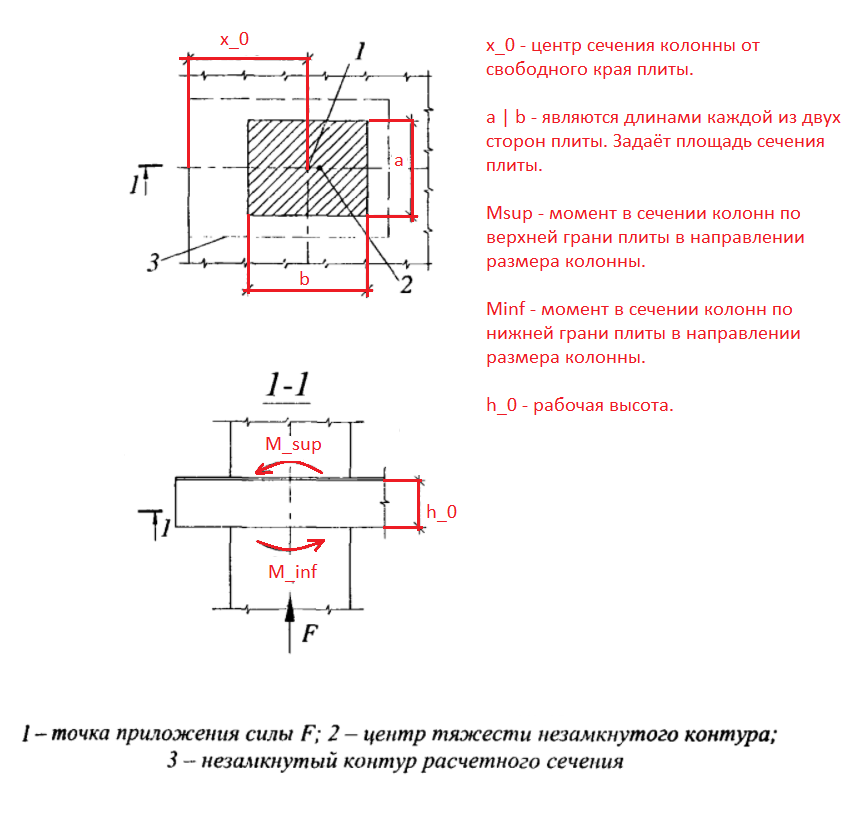 x_0
1
x_0 - центр сечения колонны от
свободного края плиты.
a | b - являются длинами каждой из двух
сторон плиты. Задаёт площадь сечения
плиты.
a
1
Msup - момент в сечении колонн по
верхней грани плиты в направлении
размера колонны.
3
b
2
Minf - момент в сечении колонн по
нижней грани плиты в направлении
размера колонны.
h_0 - рабочая высота.
1-1
M_sup
h_0
1
M_inf
F
1 – точка приложения силы F; 2 – центр тяжести незамкнутого контура;
3 – незамкнутый контур расчетного сечения